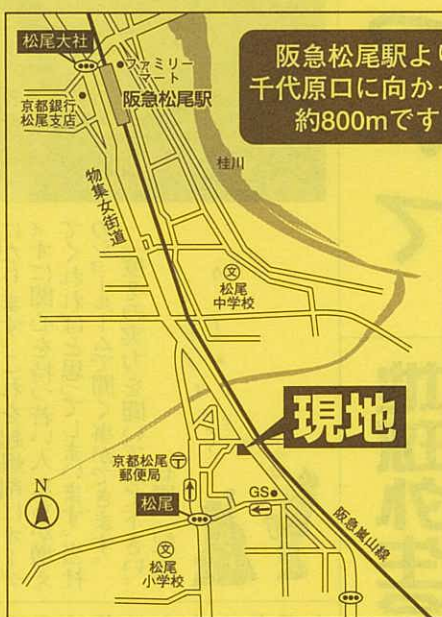 阪急松尾駅より
千代原口に向かっ
約800mです
松尾大社
ファミリー
マート
阪急松尾駅
京都銀行
松尾支店
桂川
物集女街道
文
松尾
中学校
現地
京都松尾
郵便局
〒
松尾
GS
N
阪急嵐山線
文
松尾
小学校